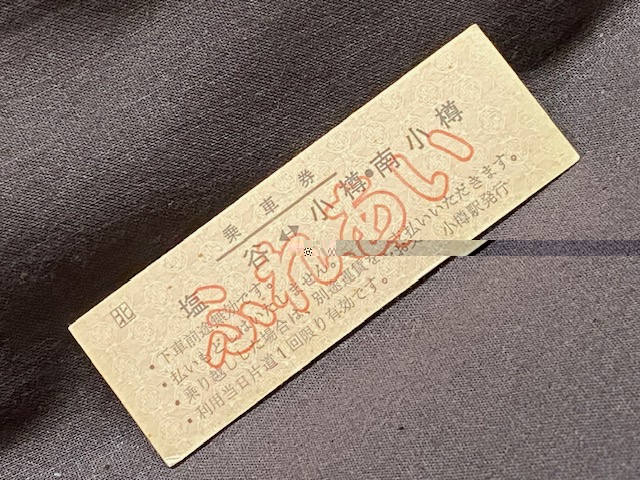 乗車券
北
塩谷 ↔ 小樽•南小樽
ふれあい
・下車前途無効です。
・払いもどしはいたしません。
・乗り越しした場合は、別途運賃をお支払いいただきます。
・利用当日片道1回限り有効です。
小樽駅発行